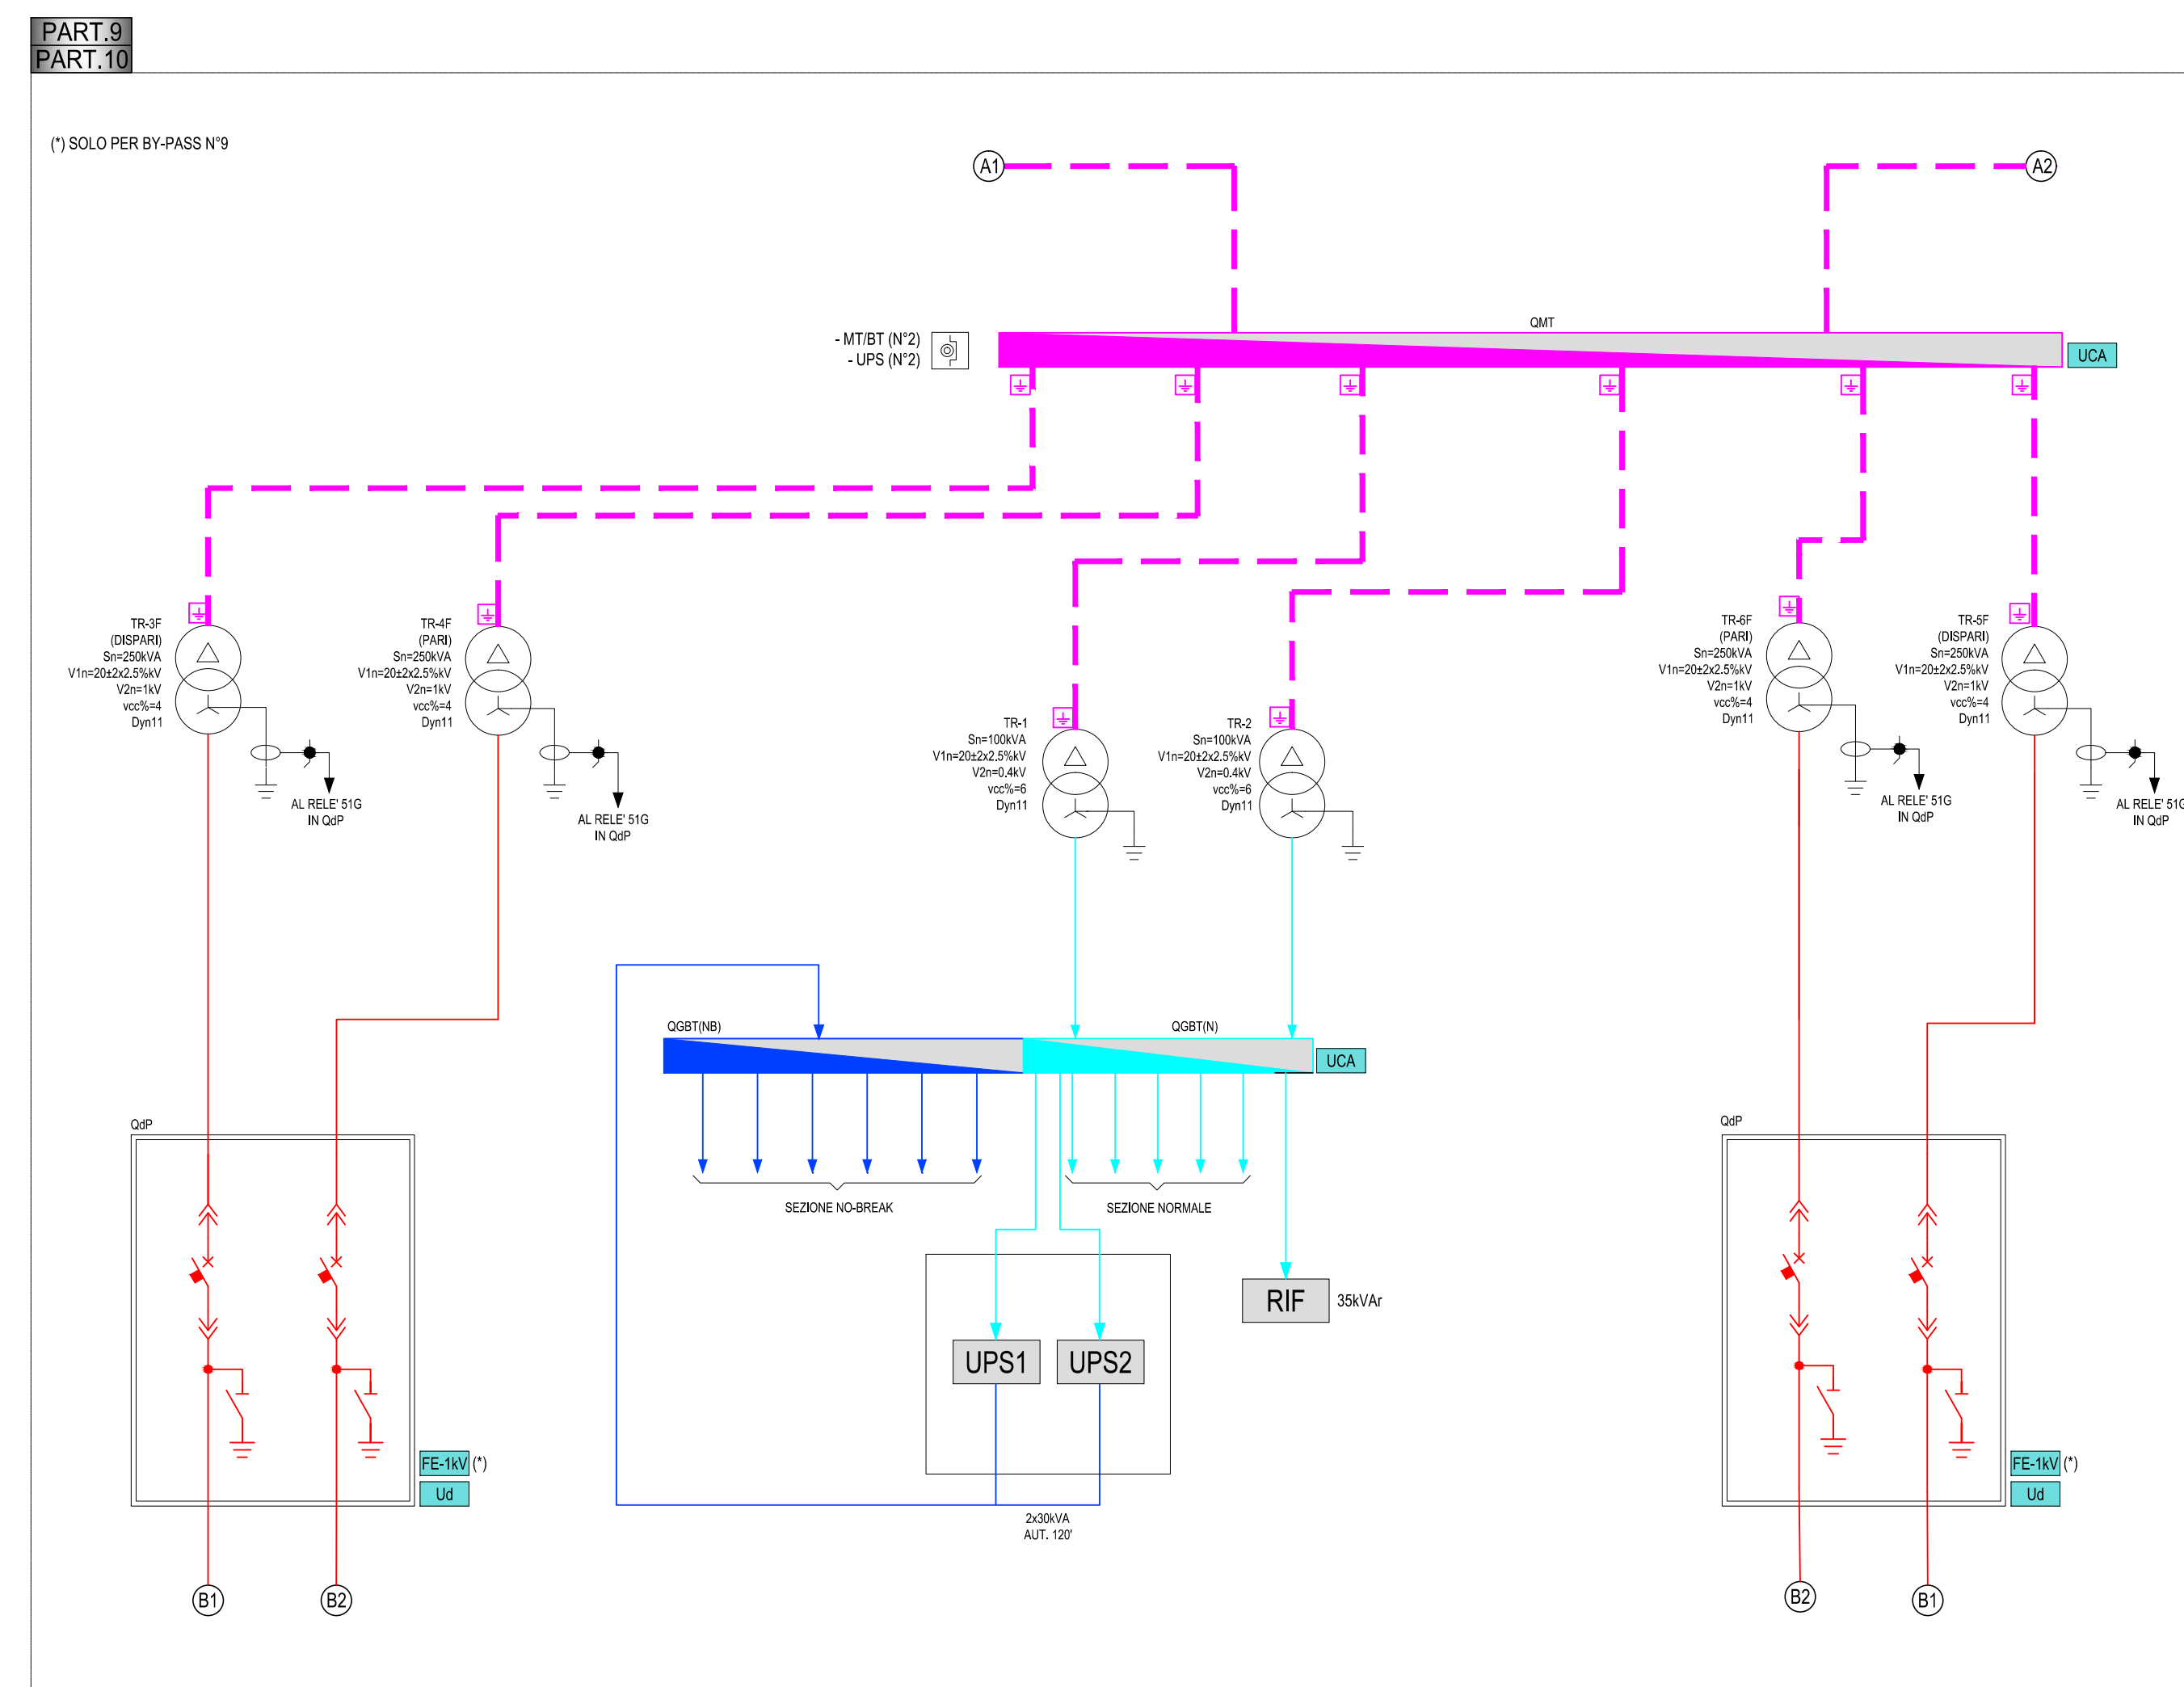 PART.9
PART.10
(*) SOLO PER BY-PASS N°9
A1
A2
QMT
- MT/BT (N°2)
- UPS (N°2)
UCA
TR-3F
(DISPARI)
Sn=250kVA
V1n=20±2x2.5%kV
V2n=1kV
vcc%=4
Dyn11
AL RELE' 51G
IN QdP
TR-4F
(PARI)
Sn=250kVA
V1n=20±2x2.5%kV
V2n=1kV
vcc%=4
Dyn11
AL RELE' 51G
IN QdP
TR-1
Sn=100kVA
V1n=20±2x2.5%kV
V2n=0.4kV
vcc%=6
Dyn11
TR-2
Sn=100kVA
V1n=20±2x2.5%kV
V2n=0.4kV
vcc%=6
Dyn11
TR-6F
(PARI)
Sn=250kVA
V1n=20±2x2.5%kV
V2n=1kV
vcc%=4
Dyn11
AL RELE' 51G
IN QdP
TR-5F
(DISPARI)
Sn=250kVA
V1n=20±2x2.5%kV
V2n=1kV
vcc%=4
Dyn11
AL RELE' 51G
IN QdP
QGBT(NB)
QGBT(N)
UCA
SEZIONE NO-BREAK
SEZIONE NORMALE
QdP
QdP
RIF
35kVAr
UPS1
UPS2
2x30kVA
AUT. 120'
FE-1kV (*)
Ud
FE-1kV (*)
Ud
B1
B2
B2
B1